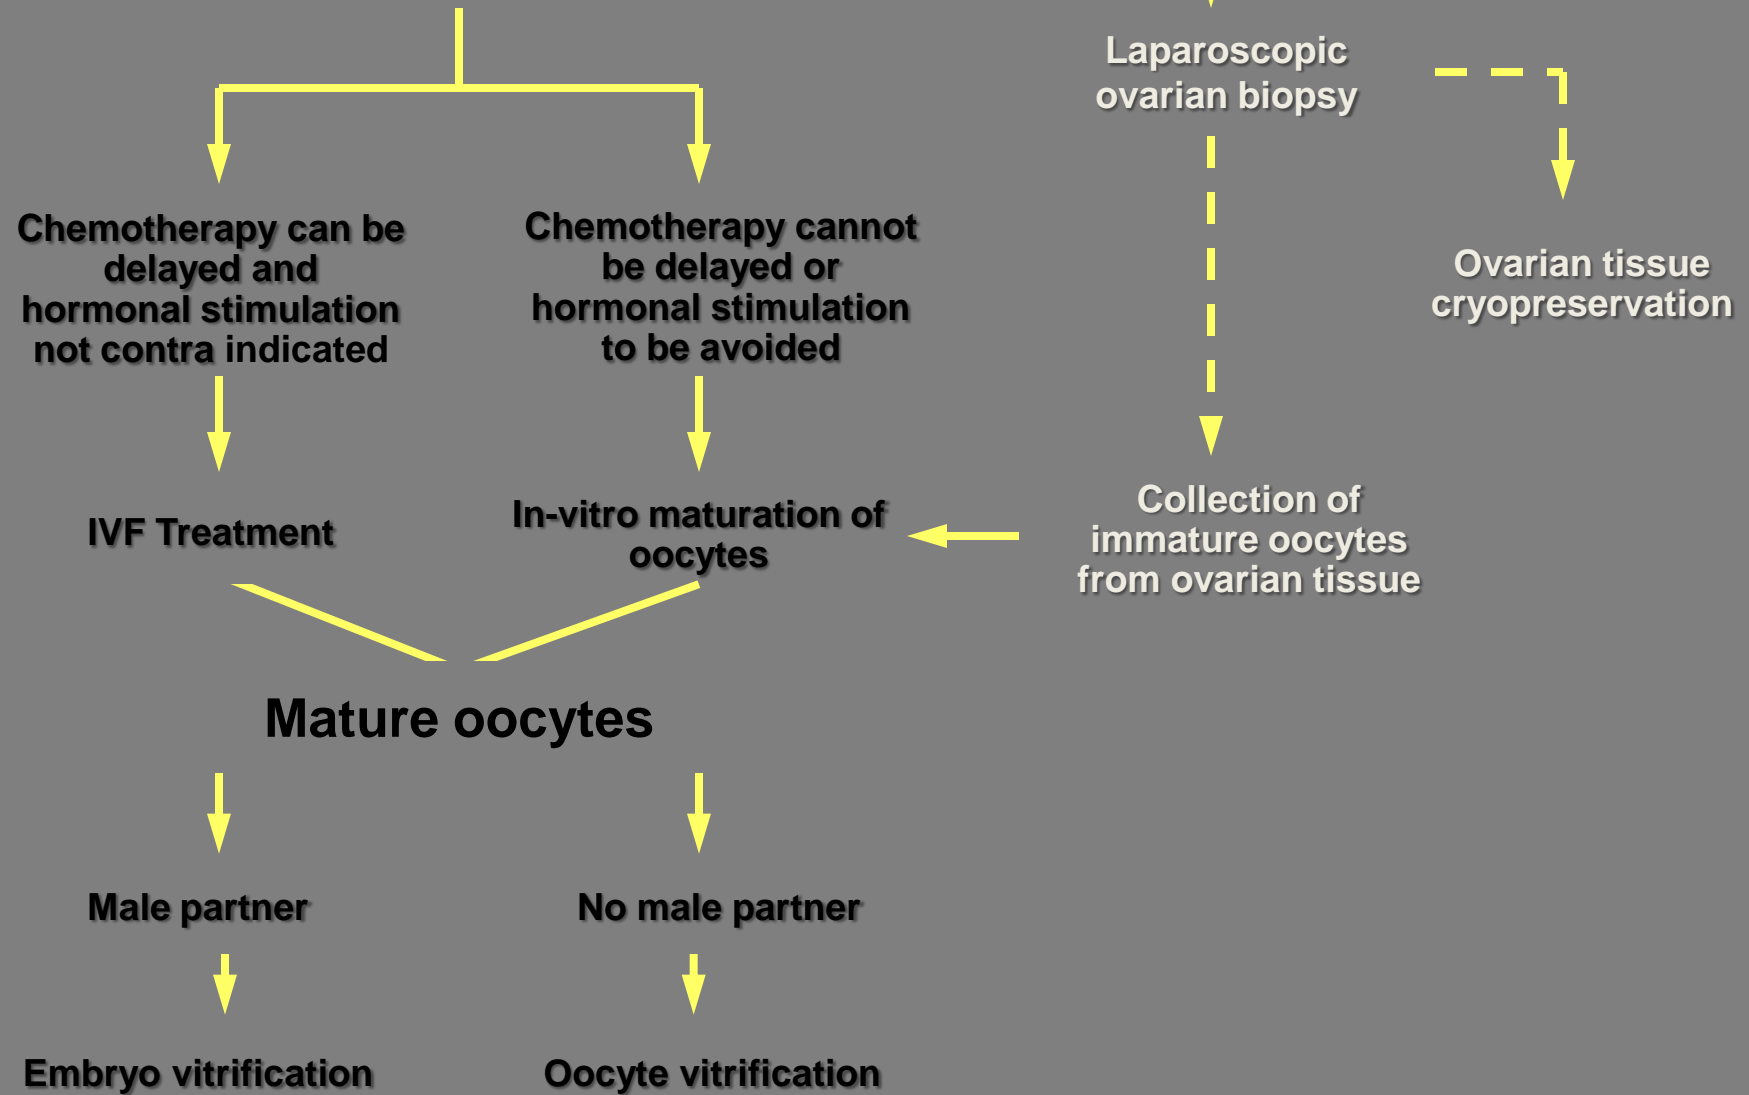 Laparoscopic
ovarian biopsy
Chemotherapy can be
delayed and
hormonal stimulation
not contra indicated
Chemotherapy cannot
be delayed or
hormonal stimulation
to be avoided
Ovarian tissue
cryopreservation
IVF Treatment
In-vitro maturation of
oocytes
Collection of
immature oocytes
from ovarian tissue
Mature oocytes
Male partner
No male partner
Embryo vitrification
Oocyte vitrification